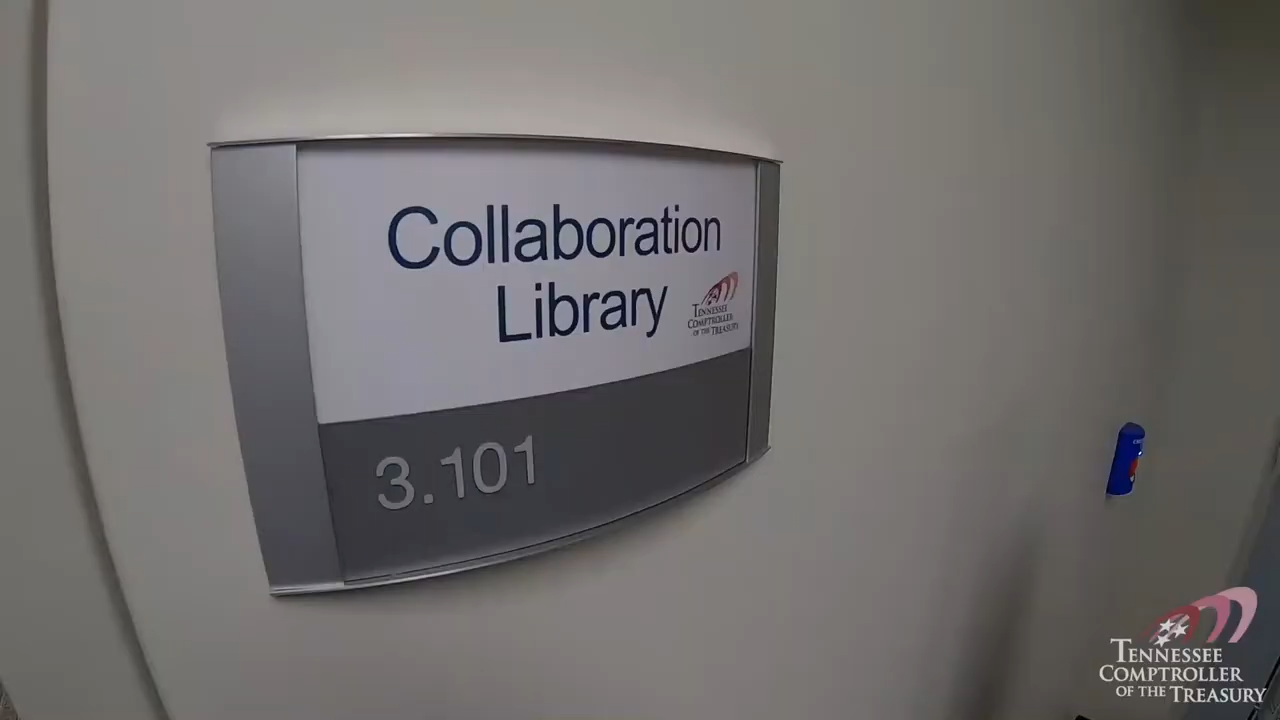 Collaboration
Library
TENNESSEE
COMPTROLLER
OF THE TREASURY
3.101
TENNESSEE
COMPTROLLER
OF THE TREASURY